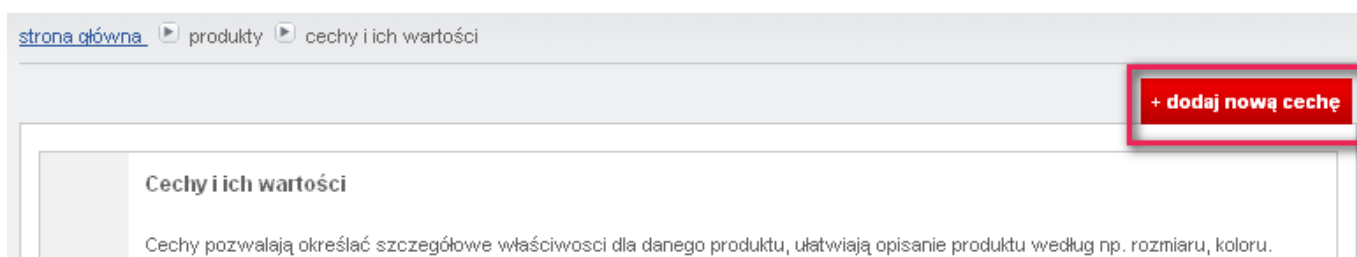 strona główna produkty cechy i ich wartości
+ dodaj nową cechę
Cechy i ich wartości
Cechy pozwalają określać szczegółowe właściwosci dla danego produktu, ułatwiają opisanie produktu według np. rozmiaru, koloru.